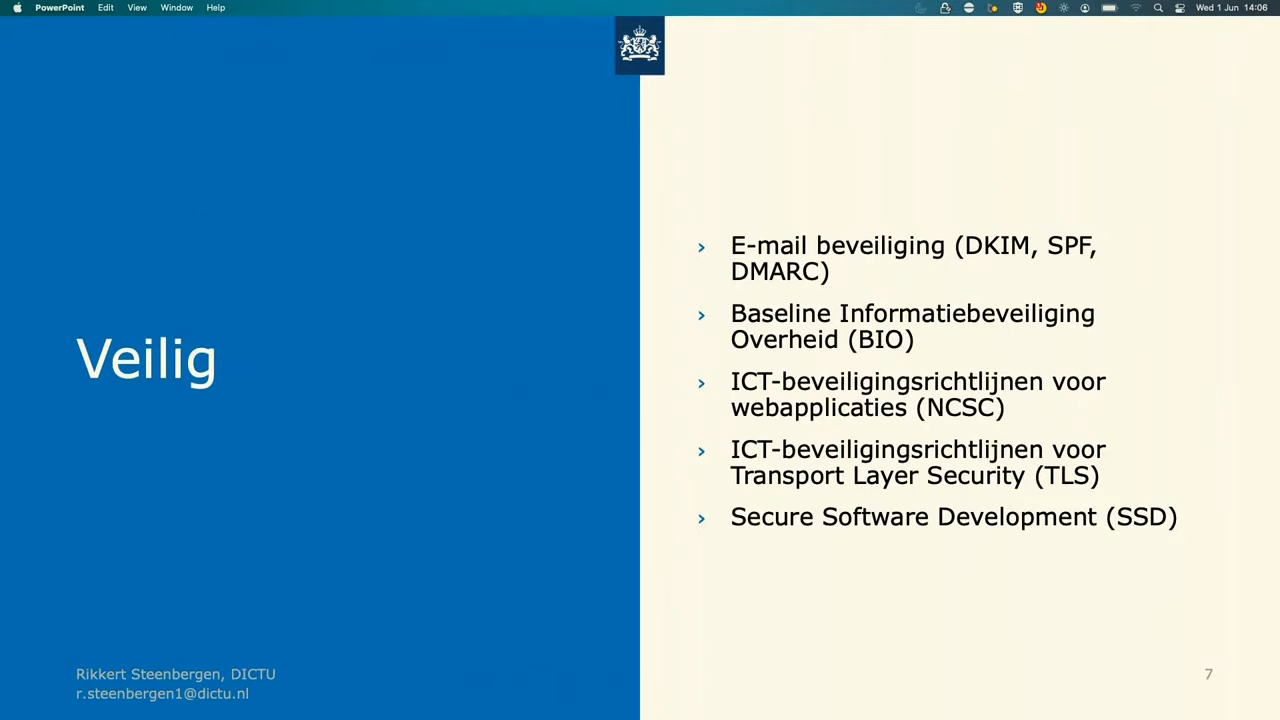 PowerPoint Edit View Window Help Wed 1 Jun 14:06
Veilig
› E-mail beveiliging (DKIM, SPF,
DMARC)
› Baseline Informatiebeveiliging
Overheid (BIO)
› ICT-beveiligingsrichtlijnen voor
webapplicaties (NCSC)
› ICT-beveiligingsrichtlijnen voor
Transport Layer Security (TLS)
› Secure Software Development (SSD)
Rikkert Steenbergen, DICTU
r.steenbergen1@dictu.nl
7